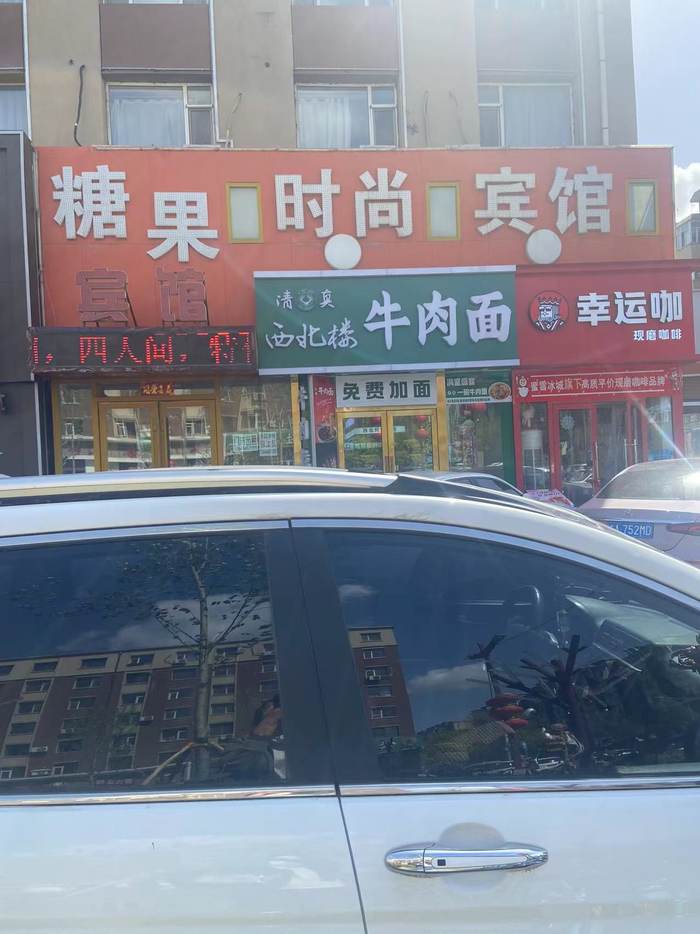 糖果时尚宾馆
宾馆
，四人间，特
清真
西北楼
牛肉面
免费加面
幸运咖
现磨咖啡
蜜雪冰城旗下高质平价现磨咖啡品牌
752MD